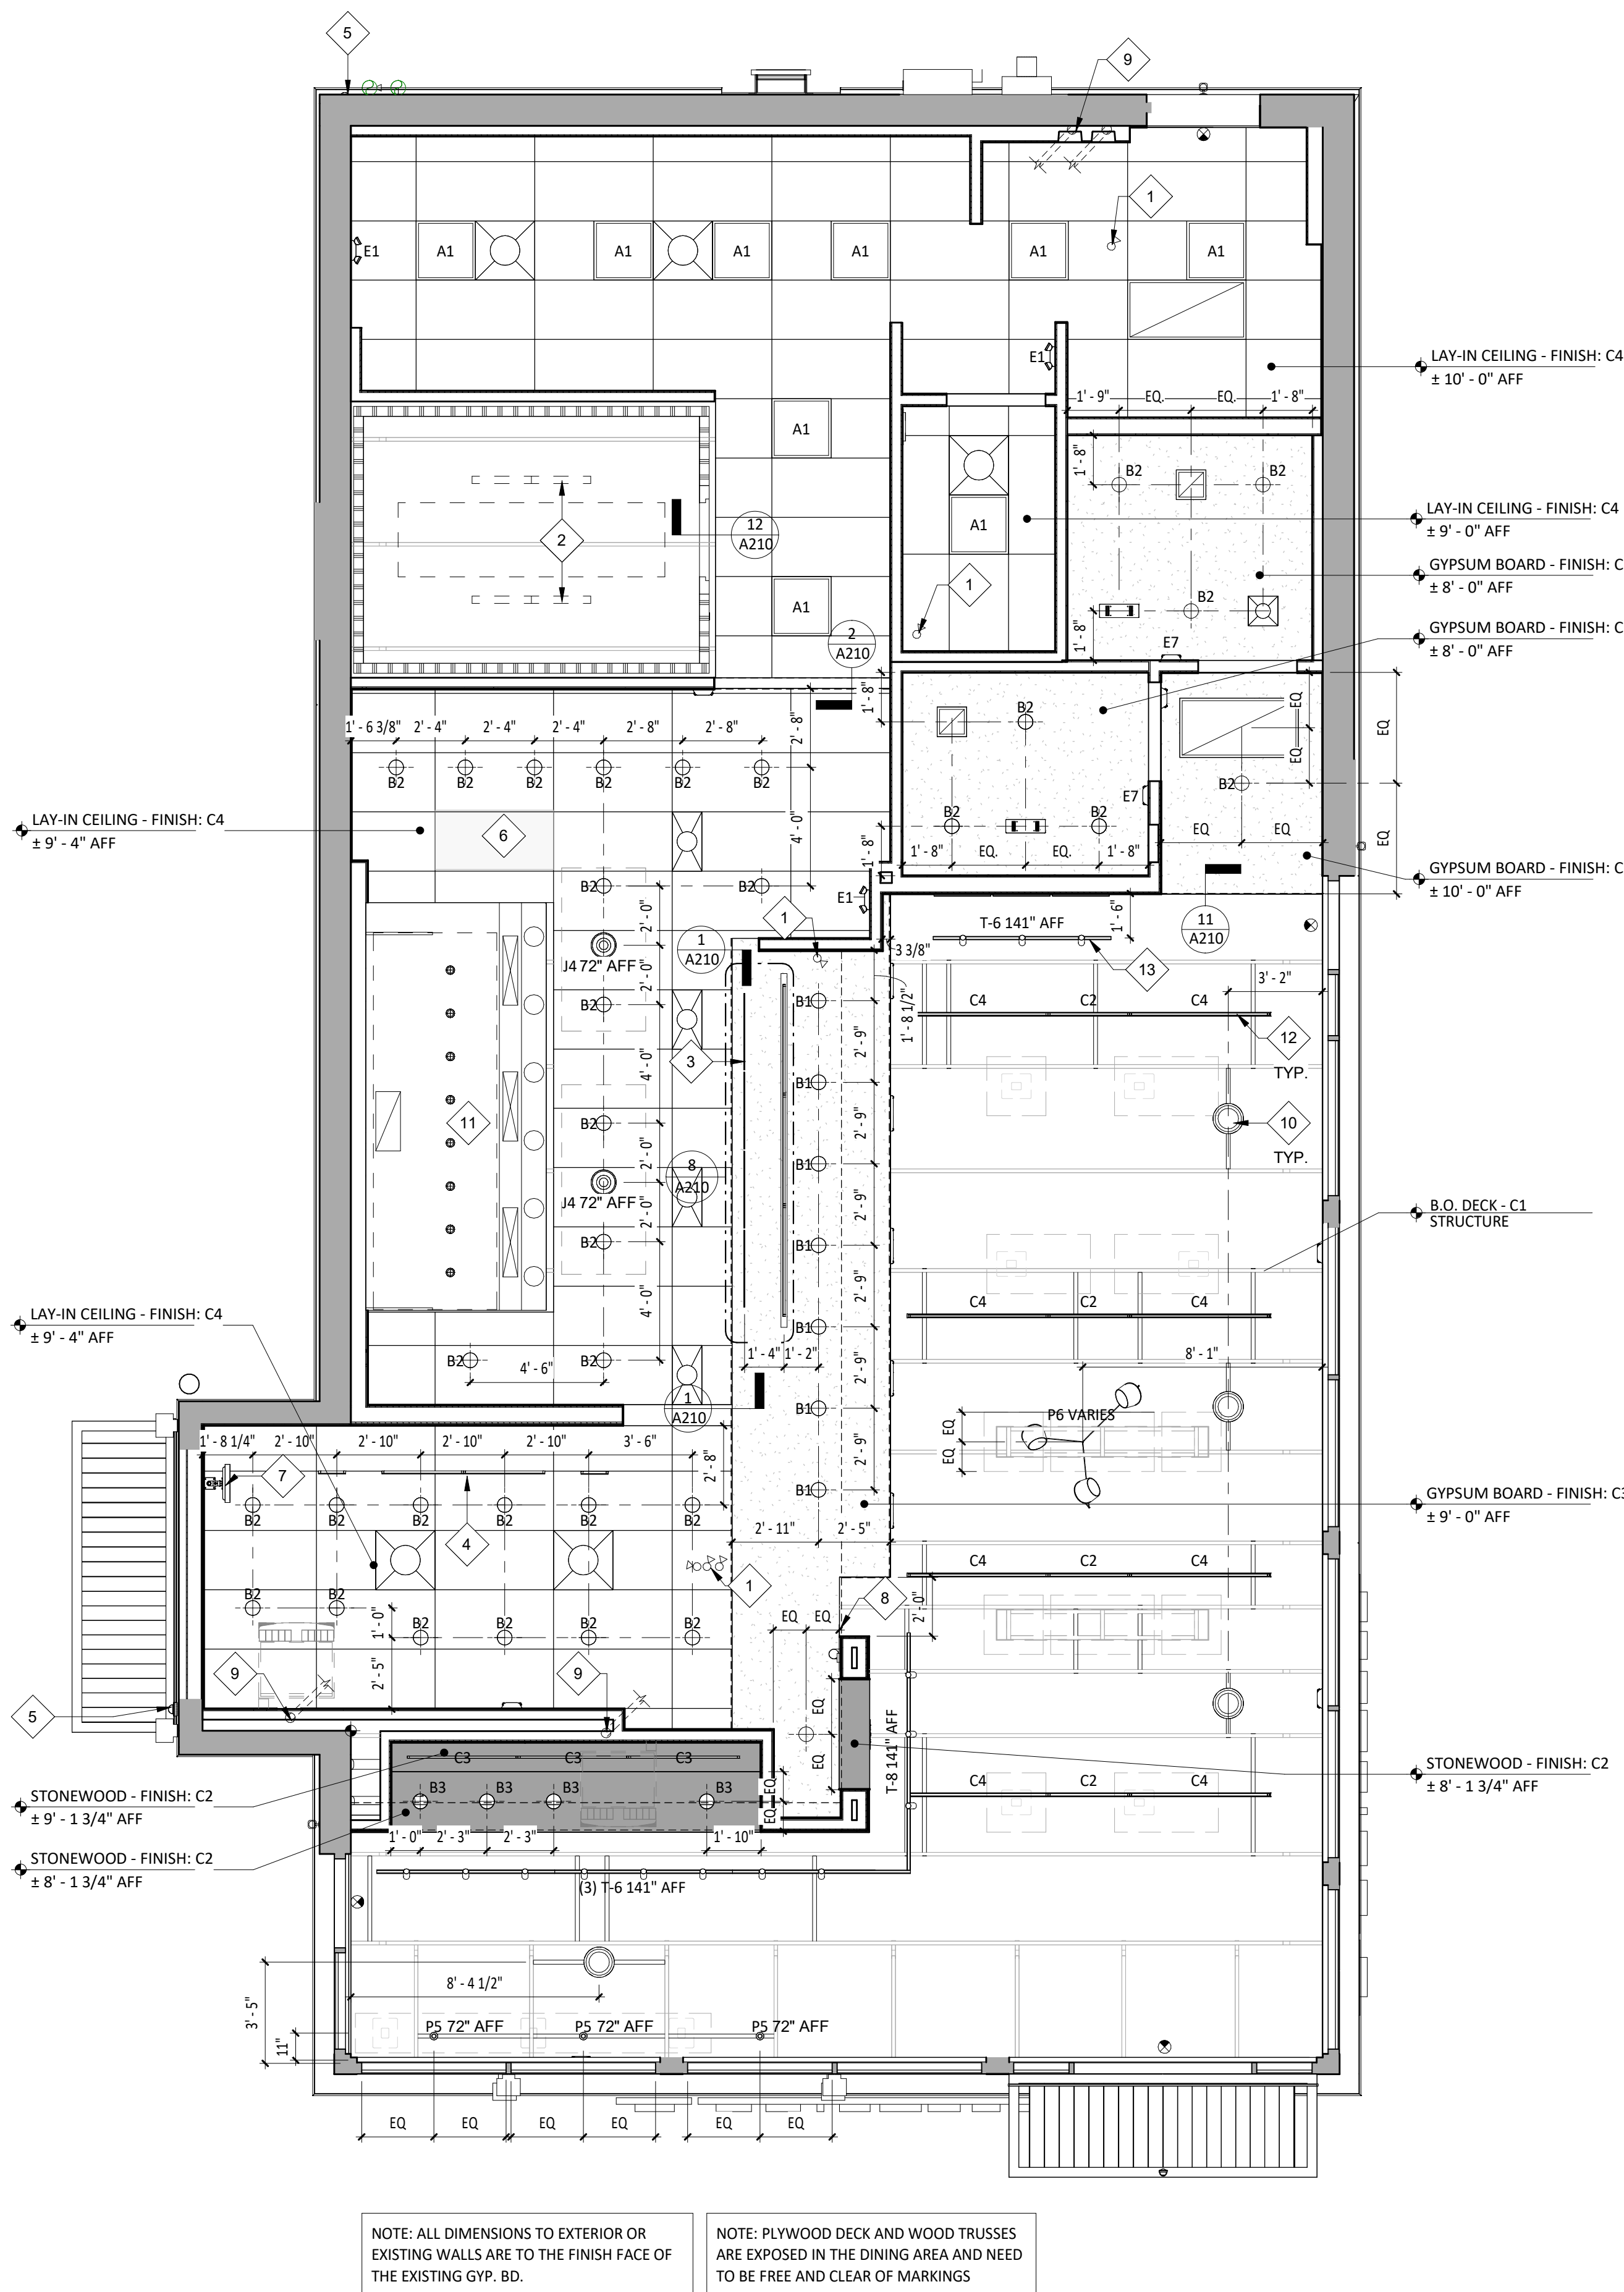 5
9
1
E1
A1
A1
A1
A1
A1
A1
E1
LAY-IN CEILING - FINISH: C4
± 10' - 0" AFF
1' - 9"
EQ.
EQ.
1' - 8"
A1
1' - 8"
B2
B2
2
12
A210
A1
LAY-IN CEILING - FINISH: C4
± 9' - 0" AFF
GYPSUM BOARD - FINISH: C
± 8' - 0" AFF
1
A1
B2
1' - 8"
2
A210
E7
GYPSUM BOARD - FINISH: C
± 8' - 0" AFF
1' - 8"
B2
EQ
EQ
1' - 6 3/8"
2' - 4"
2' - 4"
2' - 4"
2' - 8"
2' - 8"
2' - 8"
B2
B2
B2
B2
B2
B2
EQ
B2
E7
LAY-IN CEILING - FINISH: C4
± 9' - 4" AFF
6
4' - 0"
B2
B2
EQ
EQ
EQ
1' - 8"
1' - 8"
EQ.
EQ.
1' - 8"
GYPSUM BOARD - FINISH: C
± 10' - 0" AFF
B2
B2
E1
2' - 0"
1
T-6 141" AFF
1' - 6"
11
A210
1
A210
3 3/8"
J4 72" AFF
13
3' - 2"
2' - 0"
B2
B1
1' - 8 1/2"
C4
C2
C4
12
TYP.
3
4' - 0"
2' - 9"
B1
11
B2
10
TYP.
2' - 9"
2' - 0"
B1
8
A210
J4 72" AFF
2' - 9"
B.O. DECK - C1
STRUCTURE
2' - 0"
B2
B1
2' - 9"
4' - 0"
LAY-IN CEILING - FINISH: C4
± 9' - 4" AFF
B1
C4
C2
C4
1' - 4"
1' - 2"
2' - 9"
8' - 1"
B2
4' - 6"
B2
1
A210
B1
P6 VARIES
EQ
EQ
1' - 8 1/4"
2' - 10"
2' - 10"
2' - 10"
2' - 10"
3' - 6"
2' - 8"
2' - 9"
7
B1
GYPSUM BOARD - FINISH: C3
± 9' - 0" AFF
B2
B2
B2
B2
B2
B2
4
2' - 11"
2' - 5"
C4
C2
C4
1
8
B2
B2
1' - 0"
B2
B2
B2
B2
EQ
EQ
2' - 0"
2' - 5"
9
9
5
EQ
EQ
T-8 141" AFF
C3
C3
C3
STONEWOOD - FINISH: C2
± 8' - 1 3/4" AFF
B3
B3
B3
B3
EQ
EQ
C4
C2
C4
STONEWOOD - FINISH: C2
± 9' - 1 3/4" AFF
1' - 0"
2' - 3"
2' - 3"
1' - 10"
STONEWOOD - FINISH: C2
± 8' - 1 3/4" AFF
(3) T-6 141" AFF
8' - 4 1/2"
3' - 5"
11"
P5 72" AFF
P5 72" AFF
P5 72" AFF
EQ
EQ
EQ
EQ
EQ
EQ
NOTE: ALL DIMENSIONS TO EXTERIOR OR
EXISTING WALLS ARE TO THE FINISH FACE OF
THE EXISTING GYP. BD.
NOTE: PLYWOOD DECK AND WOOD TRUSSES
ARE EXPOSED IN THE DINING AREA AND NEED
TO BE FREE AND CLEAR OF MARKINGS